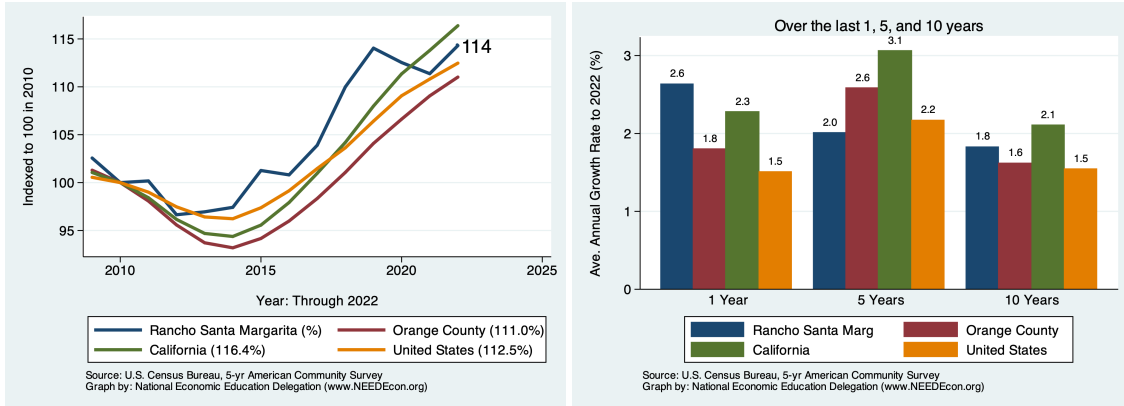 Indexed to 100 in 2010
115
110
105
100
95
114
2010 2015 2020 2025
Year: Through 2022
Rancho Santa Margarita (%) Orange County (111.0%)
California (116.4%) United States (112.5%)
Source: U.S. Census Bureau, 5-yr American Community Survey
Graph by: National Economic Education Delegation (www.NEEDEcon.org)
Over the last 1, 5, and 10 years
Ave. Annual Growth Rate to 2022 (%)
3
2
1
0
2.6 1.8 2.3 1.5
2.0 2.6 3.1 2.2
1.8 1.6 2.1 1.5
1 Year 5 Years 10 Years
Rancho Santa Marg Orange County
California United States
Source: U.S. Census Bureau, 5-yr American Community Survey
Graph by: National Economic Education Delegation (www.NEEDEcon.org)